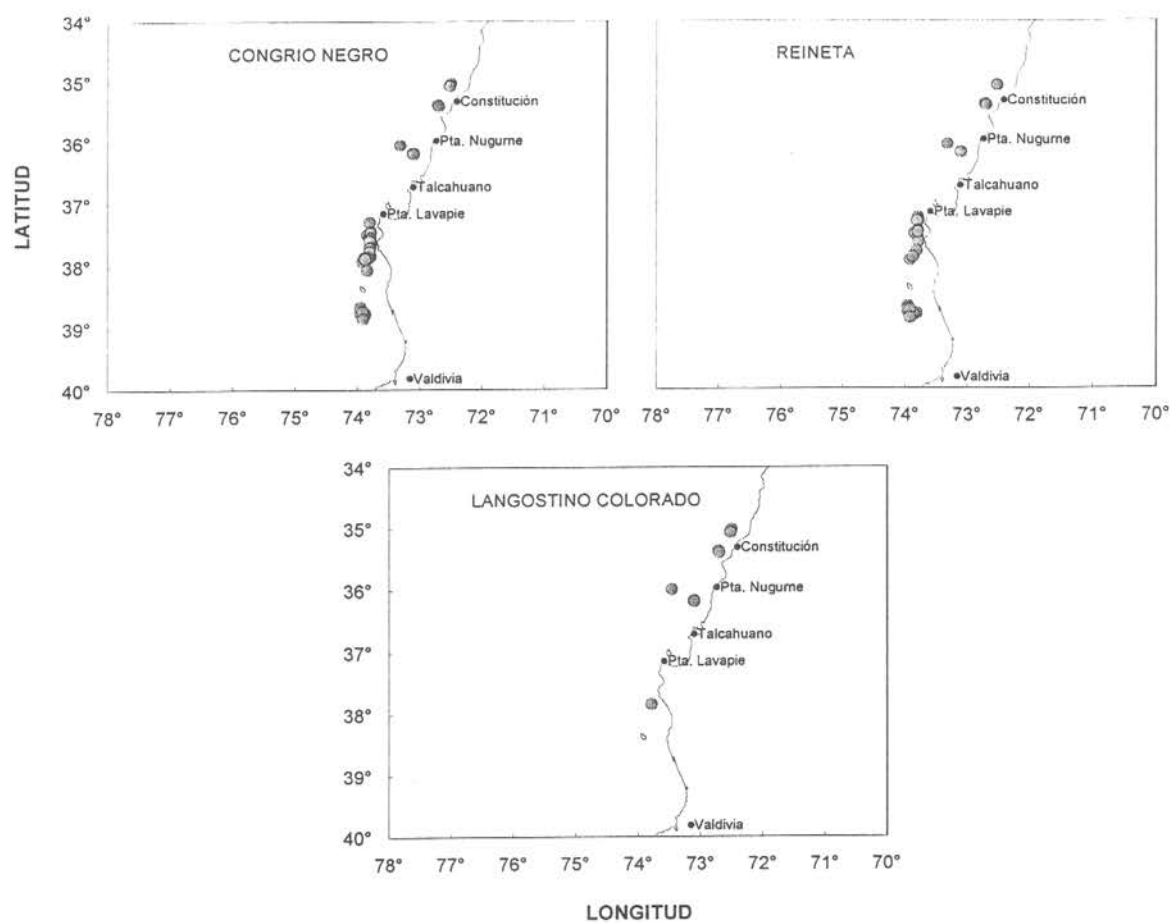 CONGRIO NEGRO
LATITUD
34°
35°
36°
37°
38°
39°
40°
Constitución
Pta. Nugurne
Talcahuano
Pta. Lavapie
Valdivia
78° 77° 76° 75° 74° 73° 72° 71° 70°
REINETA
Constitución
Pta. Nugurne
Talcahuano
Pta. Lavapie
Valdivia
78° 77° 76° 75° 74° 73° 72° 71° 70°
LANGOSTINO COLORADO
34°
35°
36°
37°
38°
39°
40°
Constitución
Pta. Nugurne
Talcahuano
Pta. Lavapie
Valdivia
78° 77° 76° 75° 74° 73° 72° 71° 70°
LONGITUD